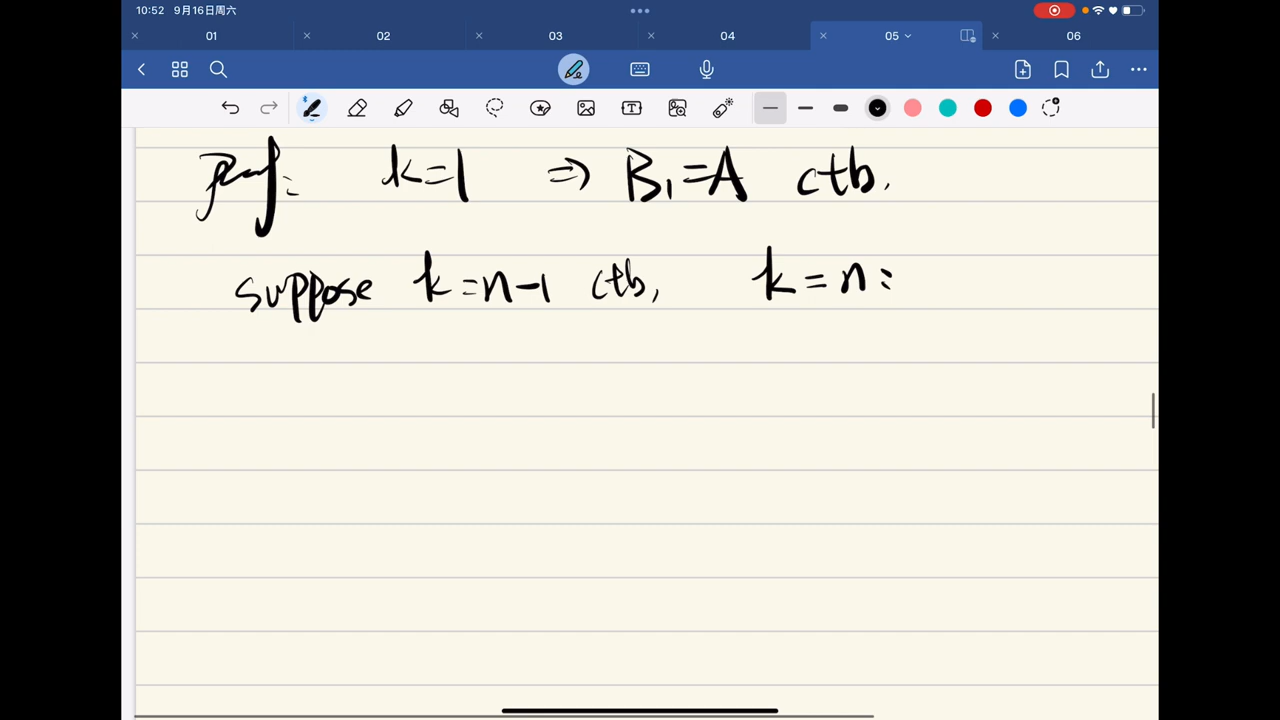 10:52 9月16日周六
01 02 03 04 05 06
T
Proof: k=1 ⇒ B₁=A ctb.
suppose k=n-1 ctb, k=n: